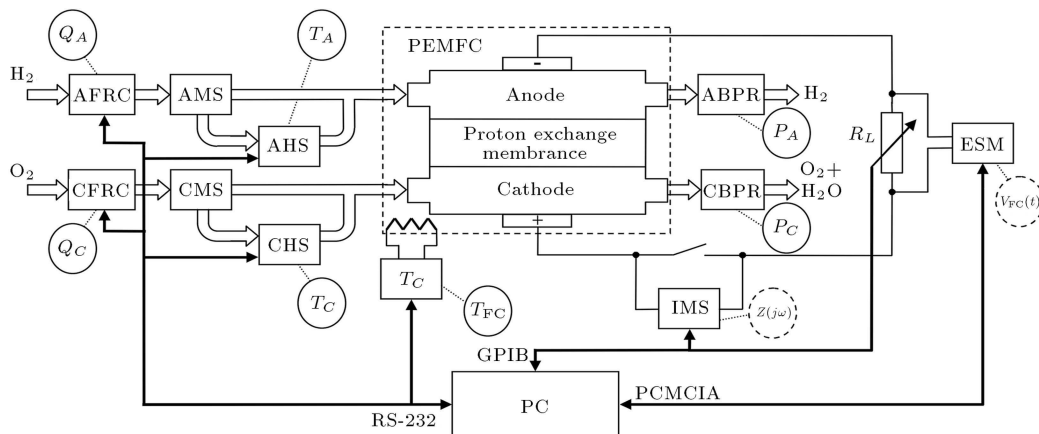 Q_A
T_A
PEMFC
-
H₂
AFRC
AMS
Anode
ABPR
H₂
AHS
Proton exchange
membrance
P_A
R_L
ESM
O₂
CFRC
CMS
Cathode
CBPR
O₂+
H₂O
V_FC(t)
+
Q_C
CHS
P_C
T_C
T_C
T_FC
IMS
Z(jω)
GPIB
PC
PCMCIA
RS-232